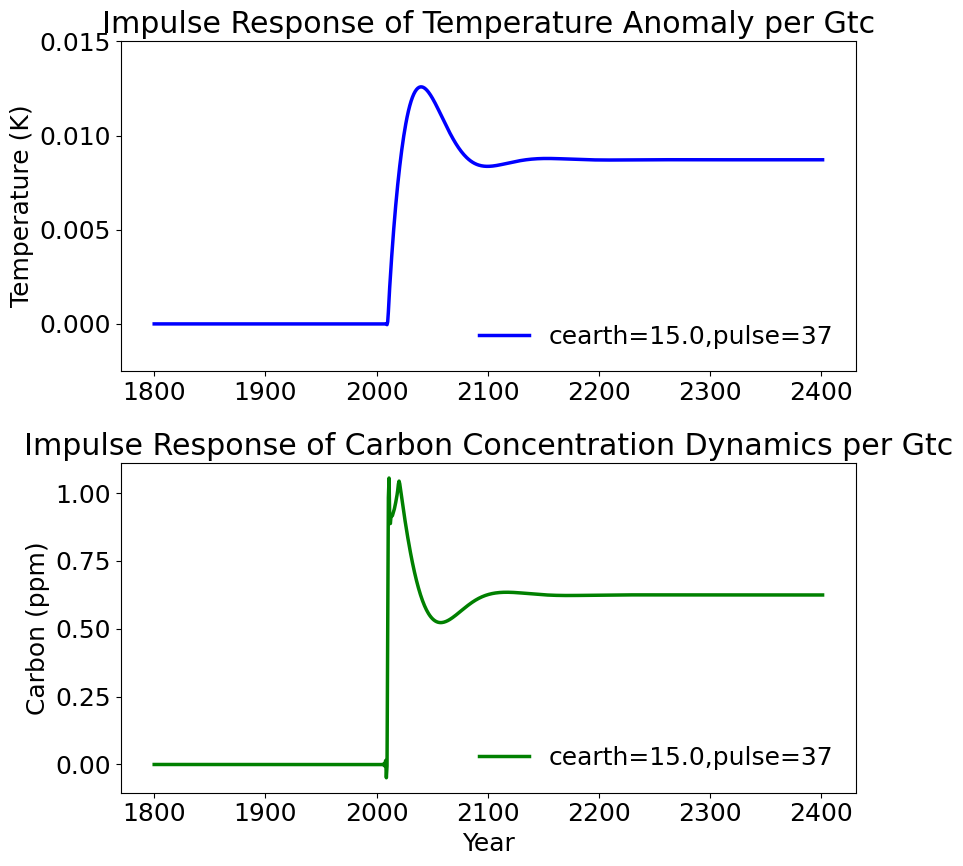 Impulse Response of Temperature Anomaly per Gtc
0.015
0.010
0.005
0.000
Temperature (K)
cearth=15.0,pulse=37
1800 1900 2000 2100 2200 2300 2400
Impulse Response of Carbon Concentration Dynamics per Gtc
1.00
0.75
0.50
0.25
0.00
Carbon (ppm)
cearth=15.0,pulse=37
1800 1900 2000 2100 2200 2300 2400
Year